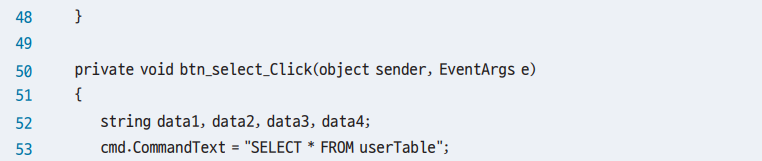 48 }
49
50 private void btn_select_Click(object sender, EventArgs e)
51 {
52 string data1, data2, data3, data4;
53 cmd.CommandText = "SELECT * FROM userTable";